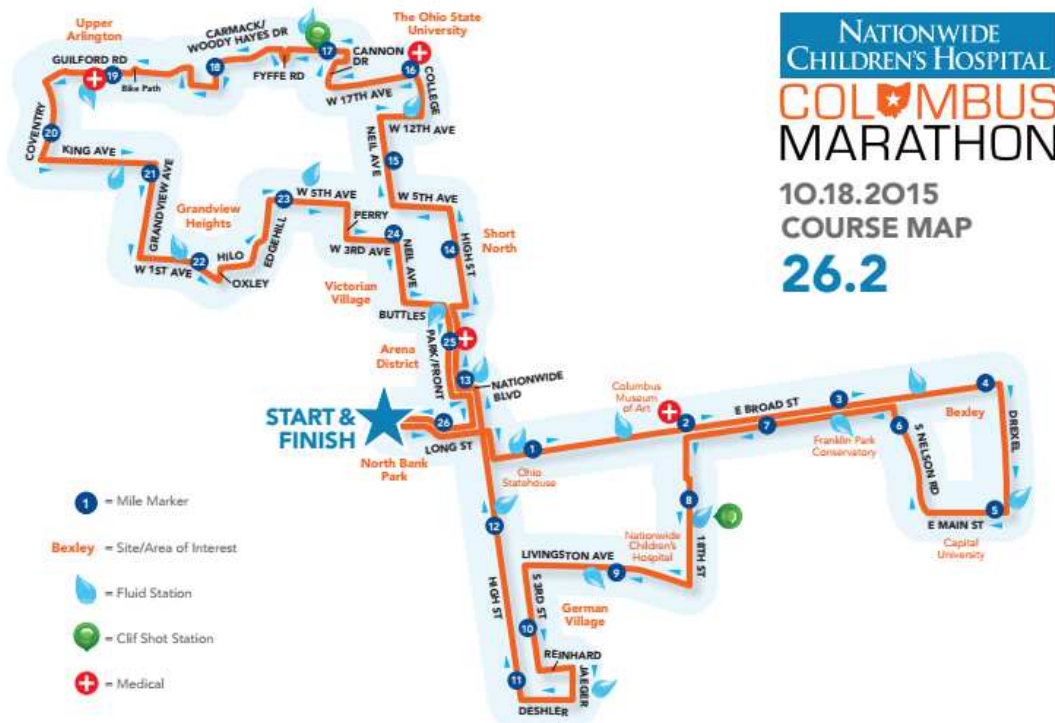 NATIONWIDE
CHILDREN'S HOSPITAL
COLUMBUS
MARATHON
10.18.2015
COURSE MAP
26.2
Upper
Arlington
CARMACK/
WOODY HAYES DR
The Ohio State
University
GUILFORD RD
19
Bike Path
18
FYFFE RD
17
CANNON
DR
16
COLLEGE
W 17TH AVE
W 12TH AVE
COVENTRY
20
KING AVE
21
NEIL AVE
15
GRANDVIEW AVE
Grandview
Heights
23
W 5TH AVE
W 5TH AVE
PERRY
24
W 3RD AVE
HIGH ST
14
Short
North
EDGEHILL
HILO
22
W 1ST AVE
OXLEY
NEIL AVE
Victorian
Village
BUTTLES
Arena
District
25
PARK/FRONT
13
NATIONWIDE
BLVD
START &
FINISH
26
LONG ST
North Bank
Park
1
Ohio
Statehouse
Columbus
Museum
of Art
2
E BROAD ST
3
7
Franklin Park
Conservatory
4
Bexley
DREXEL
6
S NELSON RD
5
E MAIN ST
Capital
University
8
18TH ST
Nationwide
Children's
Hospital
12
LIVINGSTON AVE
9
HIGH ST
S 3RD ST
German
Village
10
REINHARD
JAEGER
11
DESHLER
1 = Mile Marker
Bexley = Site/Area of Interest
= Fluid Station
= Clif Shot Station
= Medical